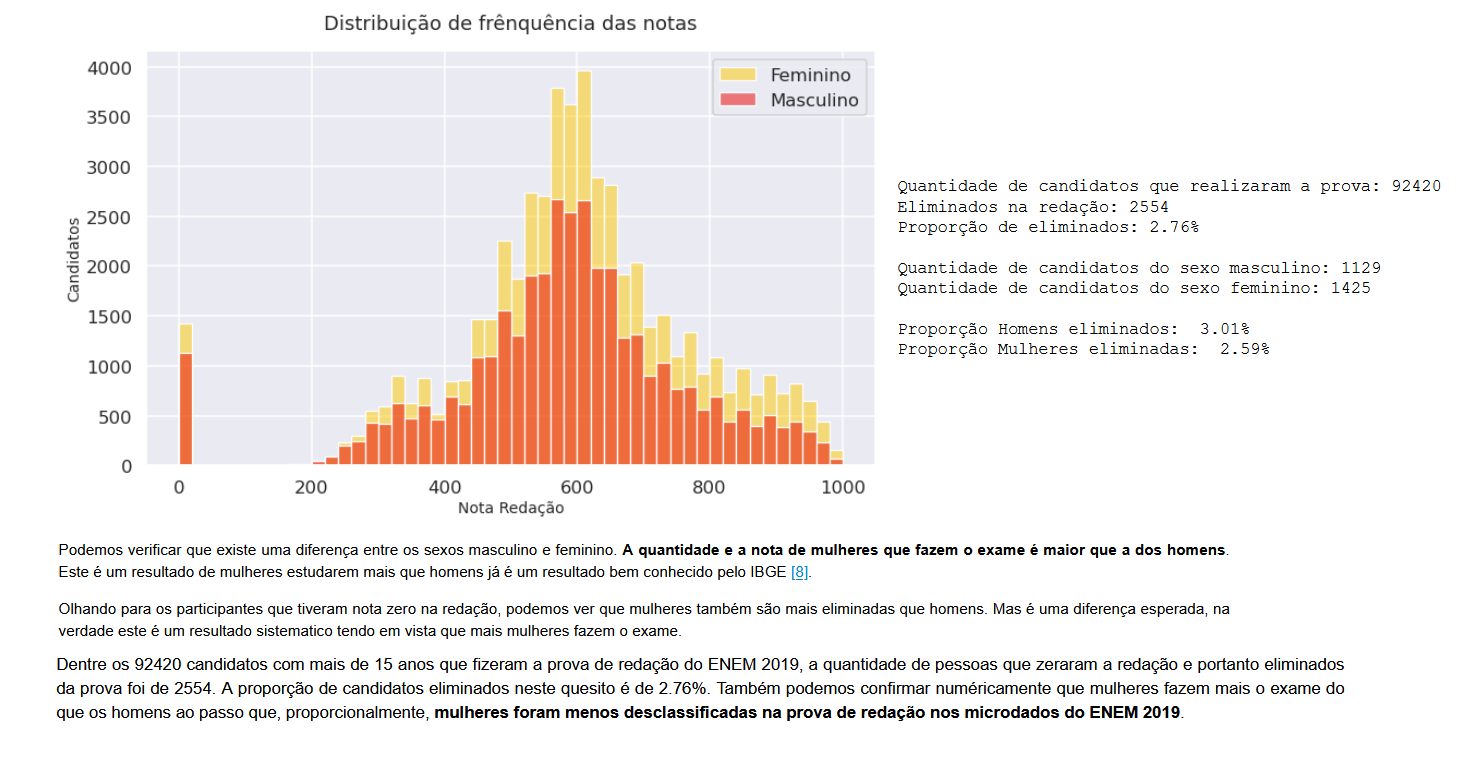 Distribuição de frênquência das notas
4000
3500
3000
2500
2000
1500
1000
500
0
Candidatos
0 200 400 600 800 1000
Nota Redação
Feminino
Masculino
Quantidade de candidatos que realizaram a prova: 92420
Eliminados na redação: 2554
Proporção de eliminados: 2.76%
Quantidade de candidatos do sexo masculino: 1129
Quantidade de candidatos do sexo feminino: 1425
Proporção Homens eliminados: 3.01%
Proporção Mulheres eliminadas: 2.59%
Podemos verificar que existe uma diferença entre os sexos masculino e feminino. A quantidade e a nota de mulheres que fazem o exame é maior que a dos homens.
Este é um resultado de mulheres estudarem mais que homens já é um resultado bem conhecido pelo IBGE [8].
Olhando para os participantes que tiveram nota zero na redação, podemos ver que mulheres também são mais eliminadas que homens. Mas é uma diferença esperada, na
verdade este é um resultado sistematico tendo em vista que mais mulheres fazem o exame.
Dentre os 92420 candidatos com mais de 15 anos que fizeram a prova de redação do ENEM 2019, a quantidade de pessoas que zeraram a redação e portanto eliminados
da prova foi de 2554. A proporção de candidatos eliminados neste quesito é de 2.76%. Também podemos confirmar numéricamente que mulheres fazem mais o exame do
que os homens ao passo que, proporcionalmente, mulheres foram menos desclassificadas na prova de redação nos microdados do ENEM 2019.